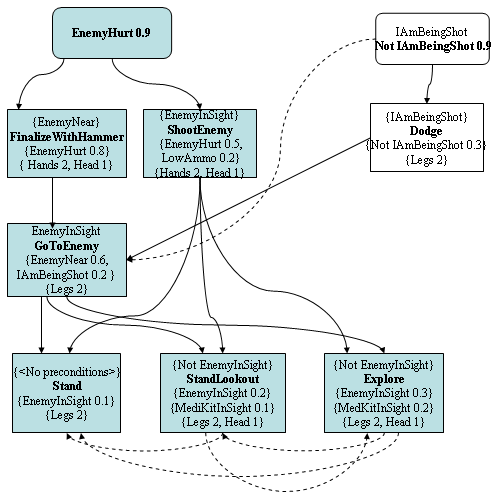 EnemyHurt 0.9
IAmBeingShot
Not IAmBeingShot 0.9
{EnemyNear}
FinalizeWithHammer
{EnemyHurt 0.8}
{ Hands 2, Head 1}
{EnemyInSight}
ShootEnemy
{EnemyHurt 0.5,
LowAmmo 0.2}
{Hands 2, Head 1}
{IAmBeingShot}
Dodge
{Not IAmBeingShot 0.3}
{Legs 2}
EnemyInSight
GoToEnemy
{EnemyNear 0.6,
IAmBeingShot 0.2 }
{Legs 2}
{<No preconditions>}
Stand
{EnemyInSight 0.1}
{Legs 2}
{Not EnemyInSight}
StandLookout
{EnemyInSight 0.2}
{MediKitInSight 0.1}
{Legs 2, Head 1}
{Not EnemyInSight}
Explore
{EnemyInSight 0.3}
{MedKitInSight 0.2}
{Legs 2, Head 1}